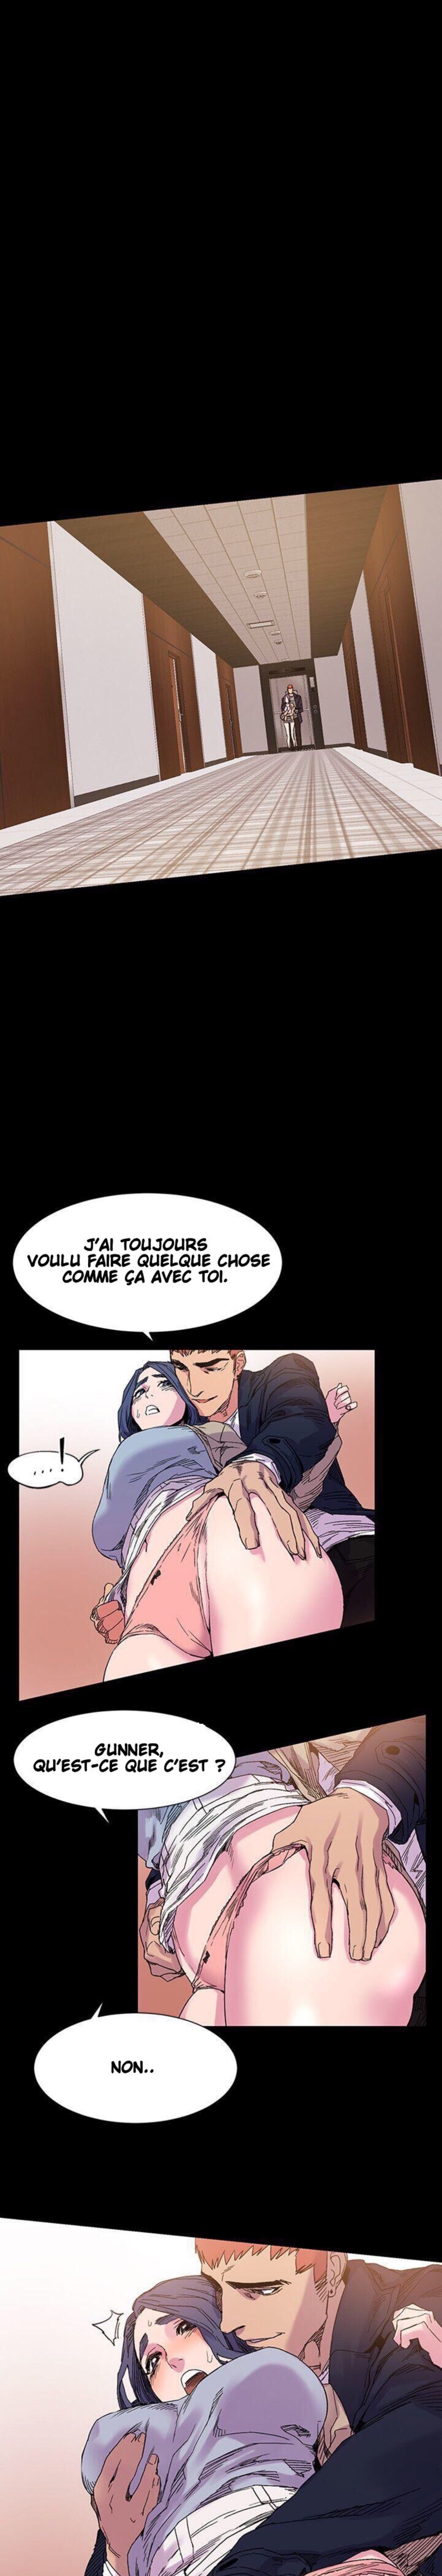 J'AI TOUJOURS
VOULU FAIRE QUELQUE CHOSE
COMME ÇA AVEC TOI.
...!
GUNNER,
QU'EST-CE QUE C'EST ?
NON..